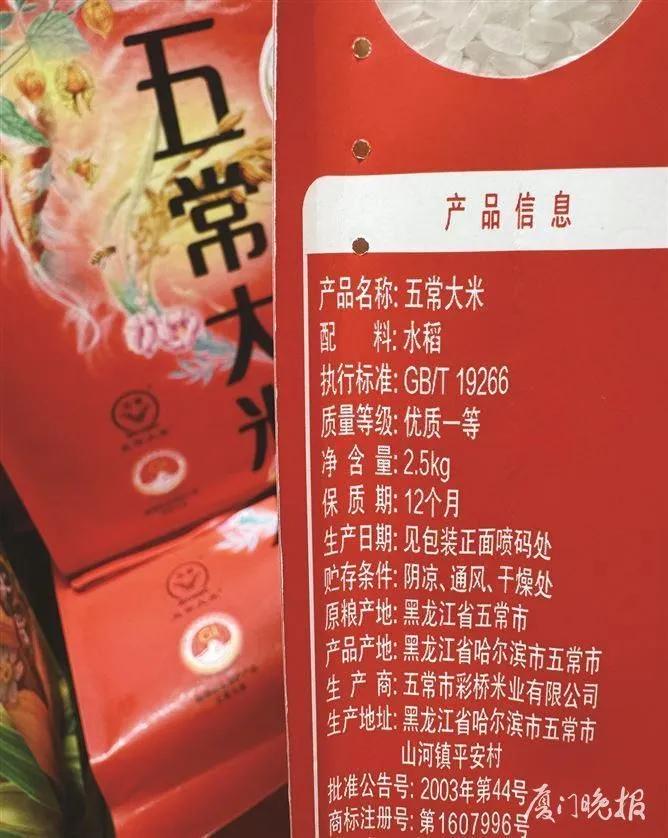 五常大米
产品信息
产品名称: 五常大米
配料: 水稻
执行标准: GB/T 19266
质量等级: 优质一等
净含量: 2.5kg
保质期: 12个月
生产日期: 见包装正面喷码处
贮存条件: 阴凉、通风、干燥处
原粮产地: 黑龙江省五常市
产品产地: 黑龙江省哈尔滨市五常市
生产商: 五常市彩桥米业有限公司
生产地址: 黑龙江省哈尔滨市五常市
山河镇平安村
批准公告号: 2003年第44号
商标注册号: 第1607996号
厦门晚报